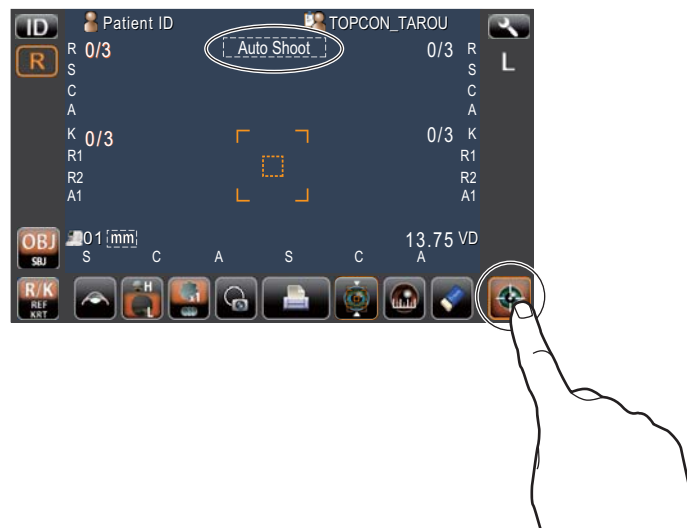 ID Patient ID TOPCON_TAROU
R R 0/3 Auto Shoot 0/3 R L
S S
C C
A A
K 0/3 0/3 K
R1 R1
R2 R2
A1 A1
OBJ 01 mm 13.75 VD
SBJ S C A S C A
R/K H x1
REF
KRT L